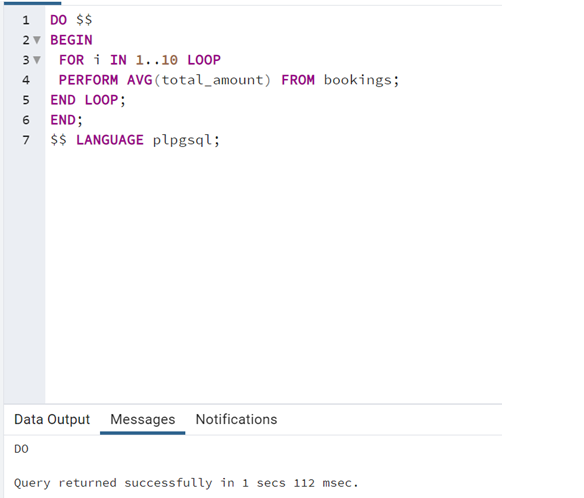 1 DO $$
2 BEGIN
3 FOR i IN 1..10 LOOP
4 PERFORM AVG(total_amount) FROM bookings;
5 END LOOP;
6 END;
7 $$ LANGUAGE plpgsql;
Data Output Messages Notifications
DO
Query returned successfully in 1 secs 112 msec.